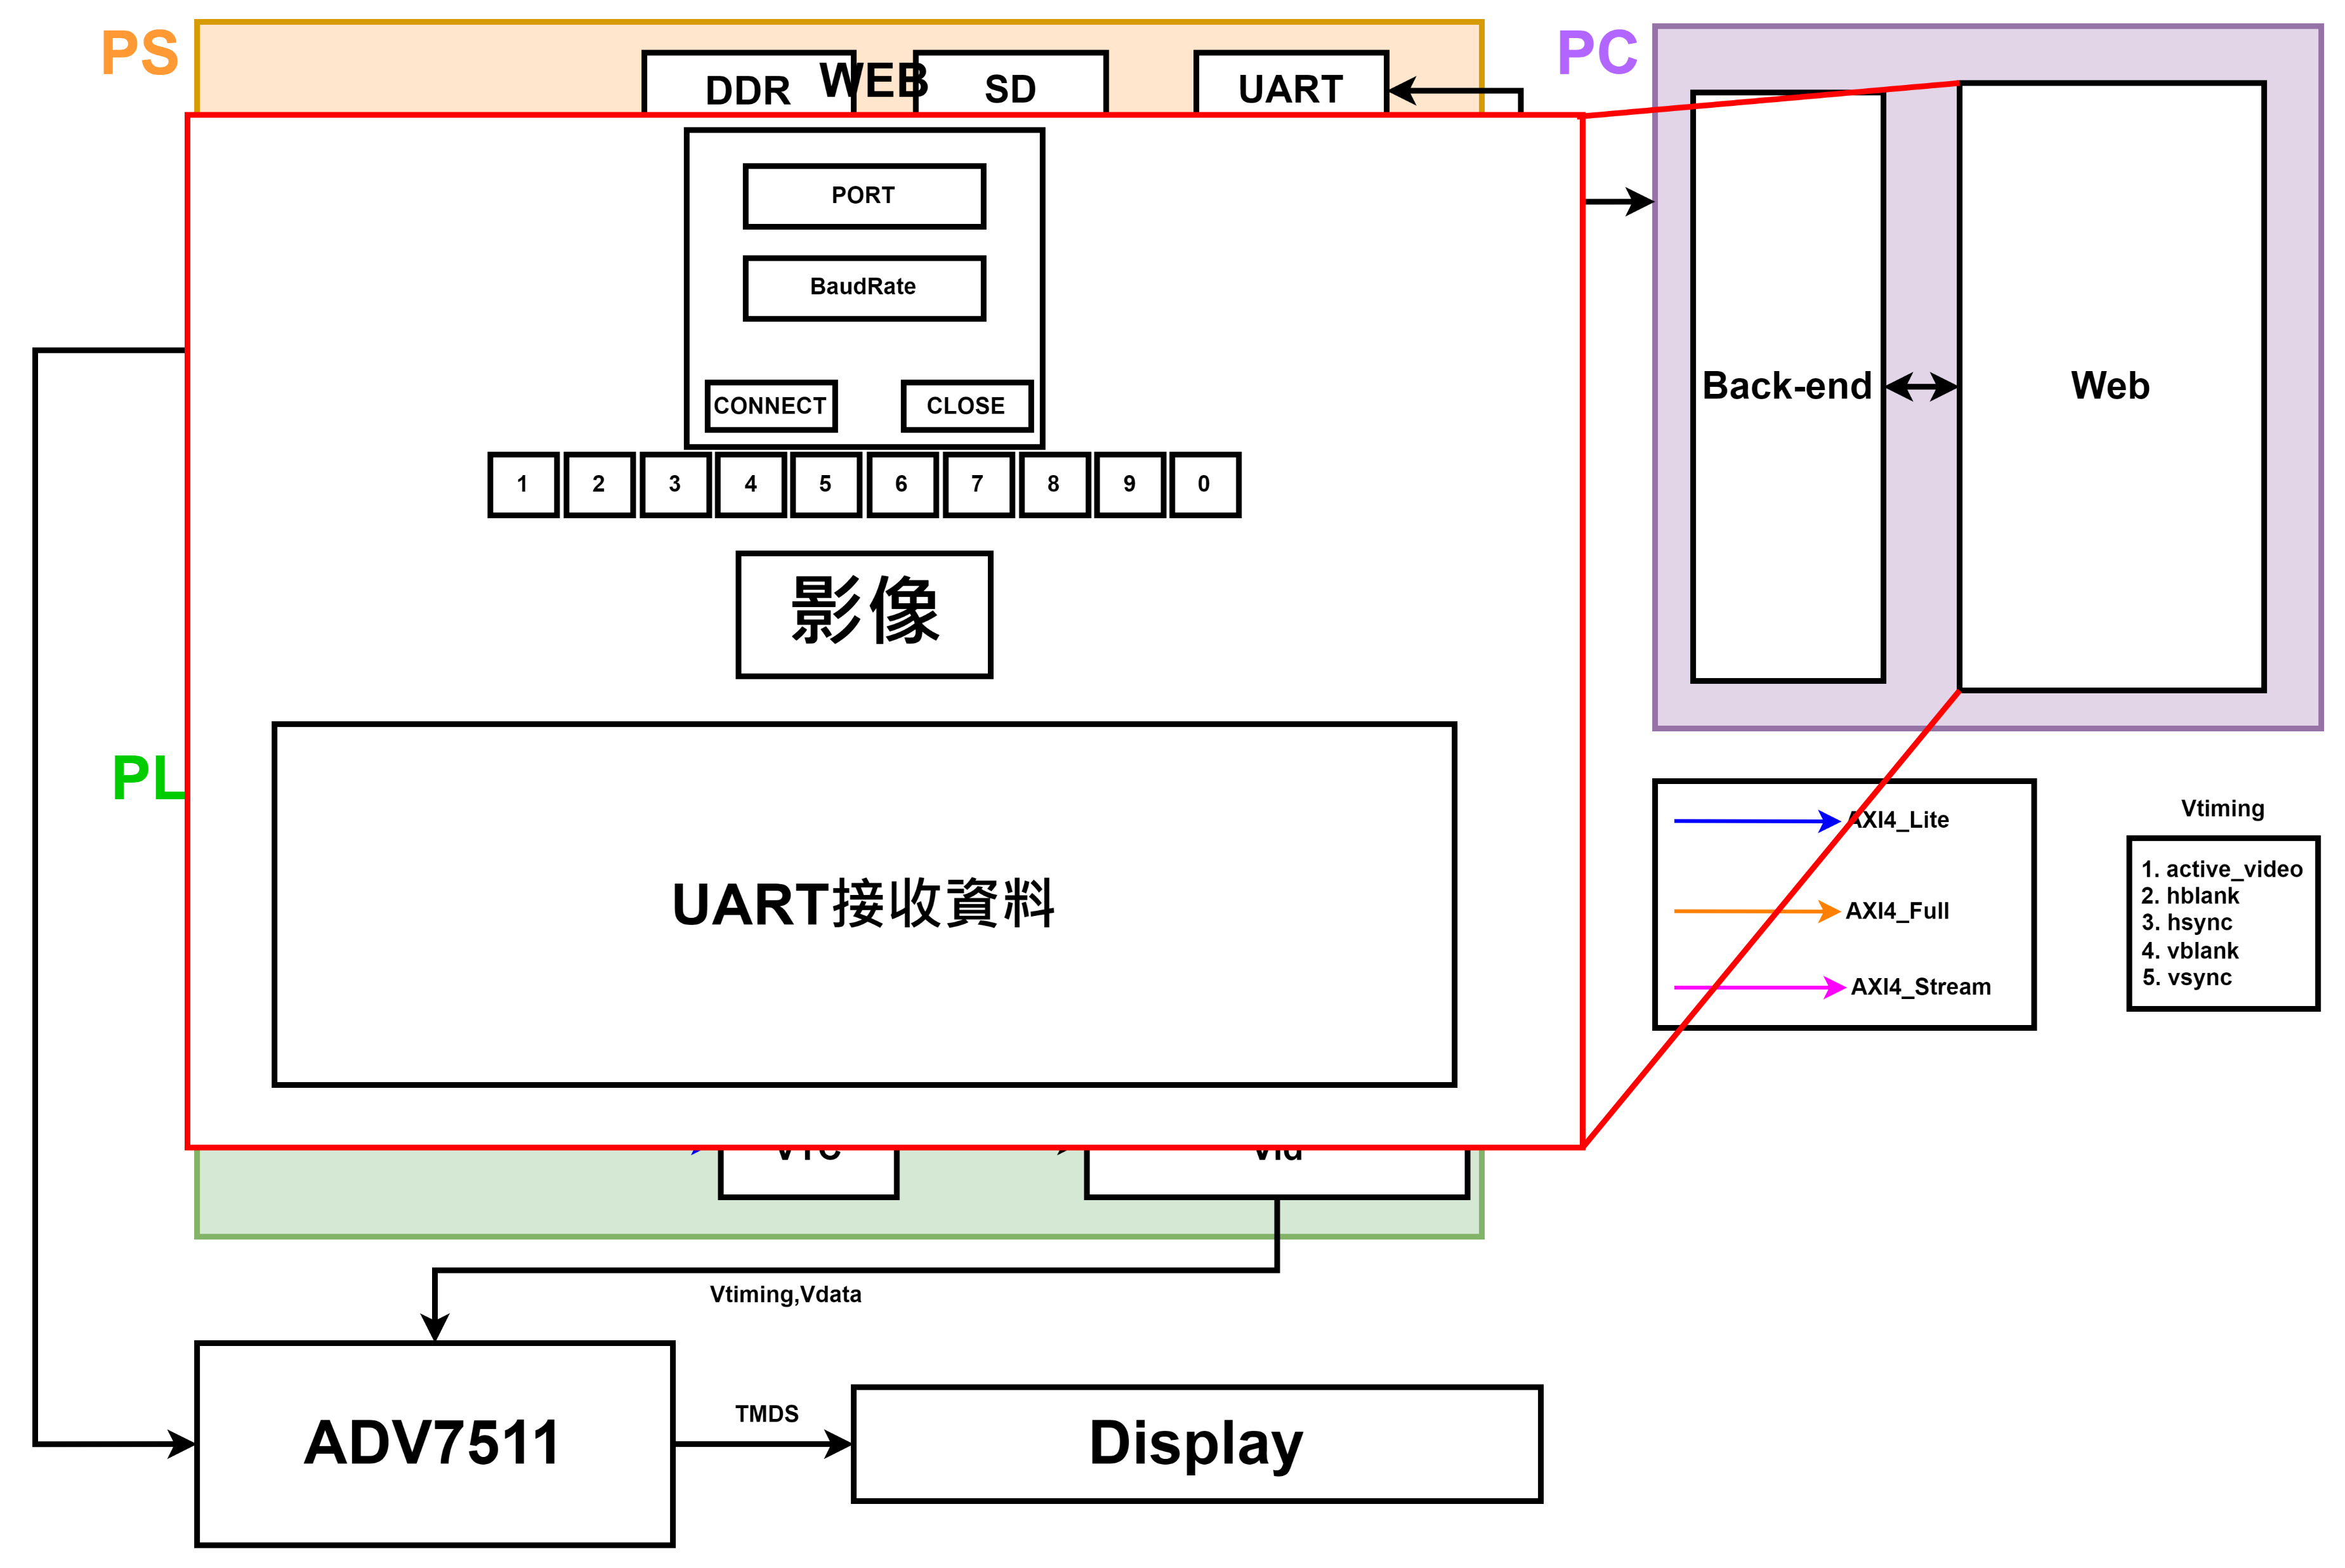 PS
DDR
WEB
SD
UART
PC
PORT
BaudRate
CONNECT
CLOSE
1
2
3
4
5
6
7
8
9
0
影像
Back-end
Web
PL
UART接收資料
AXI4_Lite
AXI4_Full
AXI4_Stream
Vtiming
1. active_video
2. hblank
3. hsync
4. vblank
5. vsync
VTC
Vid
Vtiming,Vdata
ADV7511
TMDS
Display